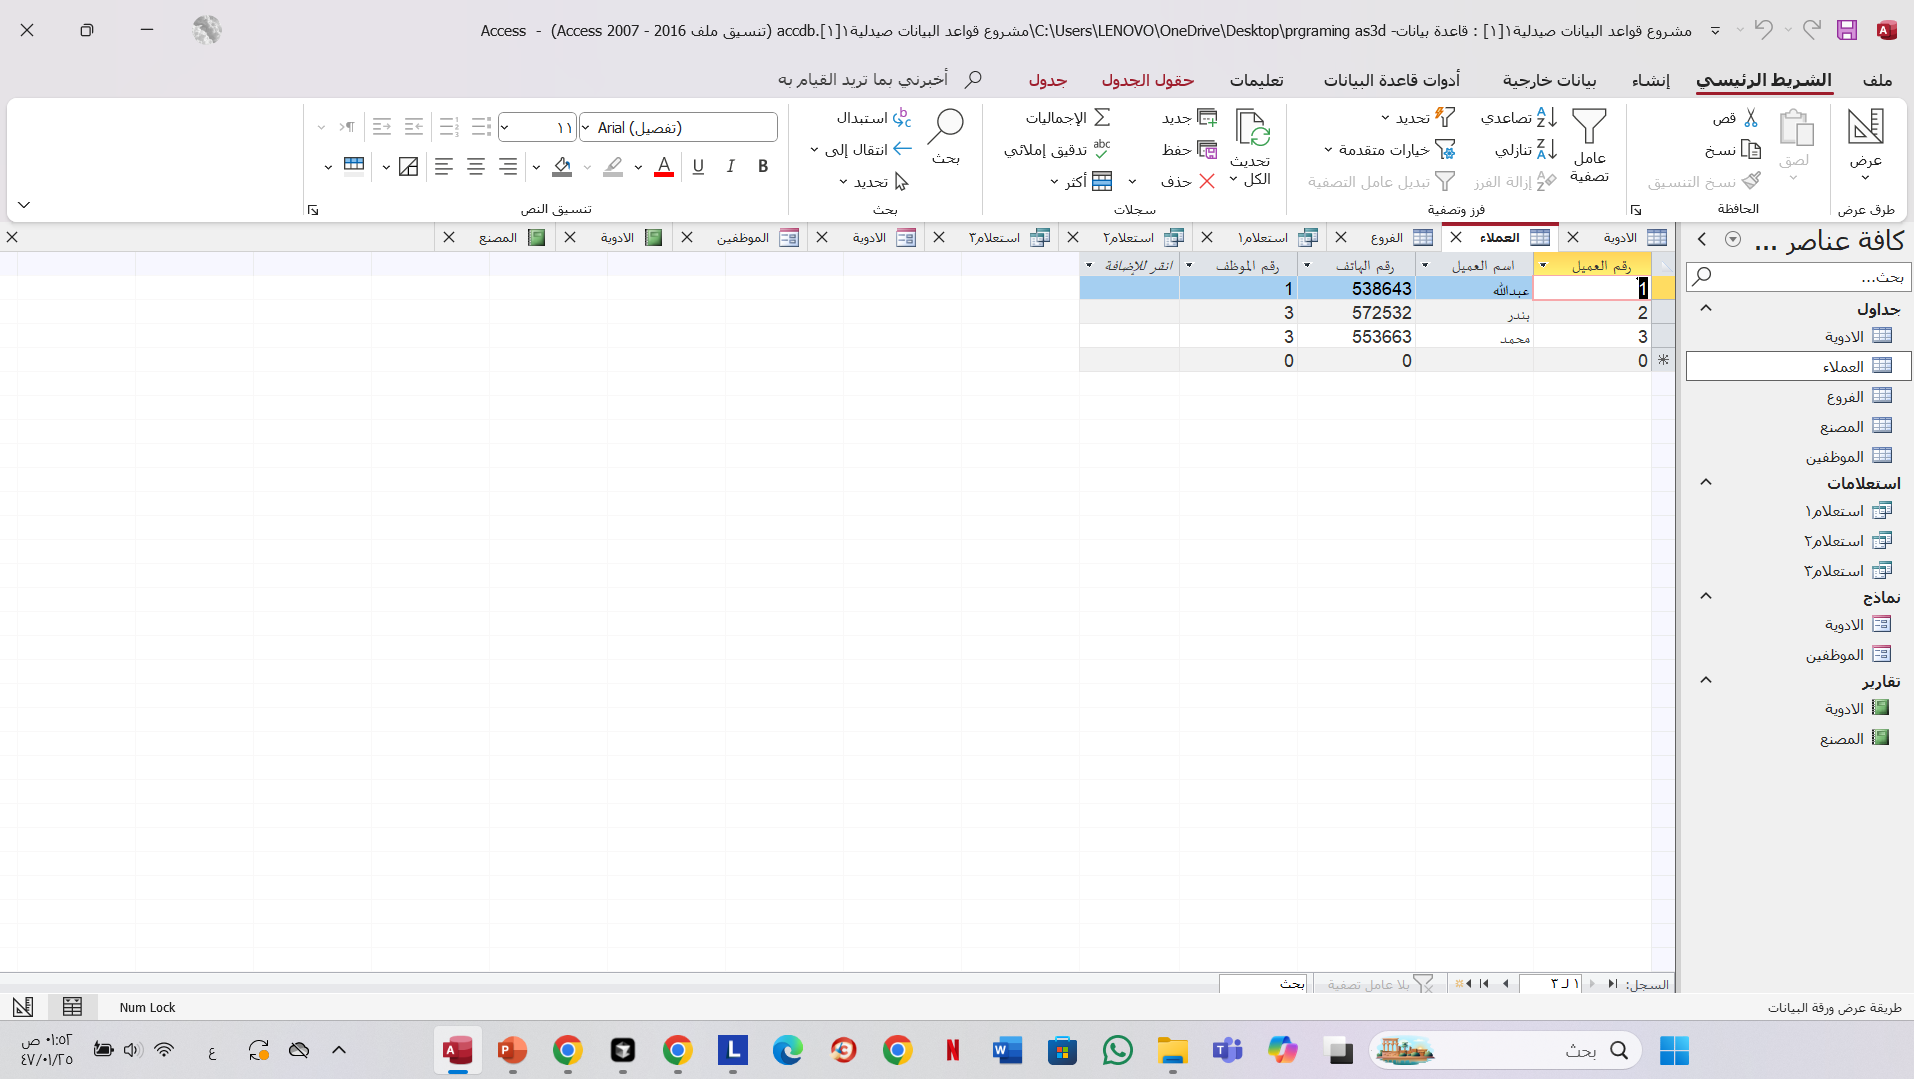 مشروع قواعد البيانات صيدلية١[١] : قاعدة بيانات- C:\Users\LENOVO\OneDrive\Desktop\prgraming as3d\مشروع قواعد البيانات صيدلية١[١].accdb (تنسيق ملف Access 2007 - 2016)  -  Access
ملف الشريط الرئيسي إنشاء بيانات خارجية أدوات قاعدة البيانات تعليمات حقول الجدول جدول أخبرني بما تريد القيام به
عرض
طرق عرض
لصق
قص
نسخ
نسخ التنسيق
الحافظة
عامل تصفية
تصاعدي
تنازلي
إزالة الفرز
تحديد
خيارات متقدمة
تبديل عامل التصفية
فرز وتصفية
تحديث الكل
جديد
حفظ
حذف
الإجماليات
تدقيق إملائي
أكثر
سجلات
بحث
استبدال
انتقال إلى
تحديد
بحث
Arial (تفصيل)
١١
B I U A
تنسيق النص
كافة عناصر ...
بحث...
جداول
الادوية
العملاء
الفروع
المصنع
الموظفين
استعلامات
استعلام١
استعلام٢
استعلام٣
نماذج
الادوية
الموظفين
تقارير
الادوية
المصنع
الادوية العملاء الفروع استعلام١ استعلام٢ استعلام٣ الادوية الموظفين الادوية المصنع
رقم العميل اسم العميل رقم الهاتف رقم الموظف انقر للإضافة
1 عبدالله 538643 1
2 بندر 572532 3
3 محمد 553663 3
0 0 0
السجل: ١ لـ ٣ بلا عامل تصفية بحث
طريقة عرض ورقة البيانات
Num Lock
بحث
ع
٠١:٥٢ ص
٤٧/٠١/٢٥